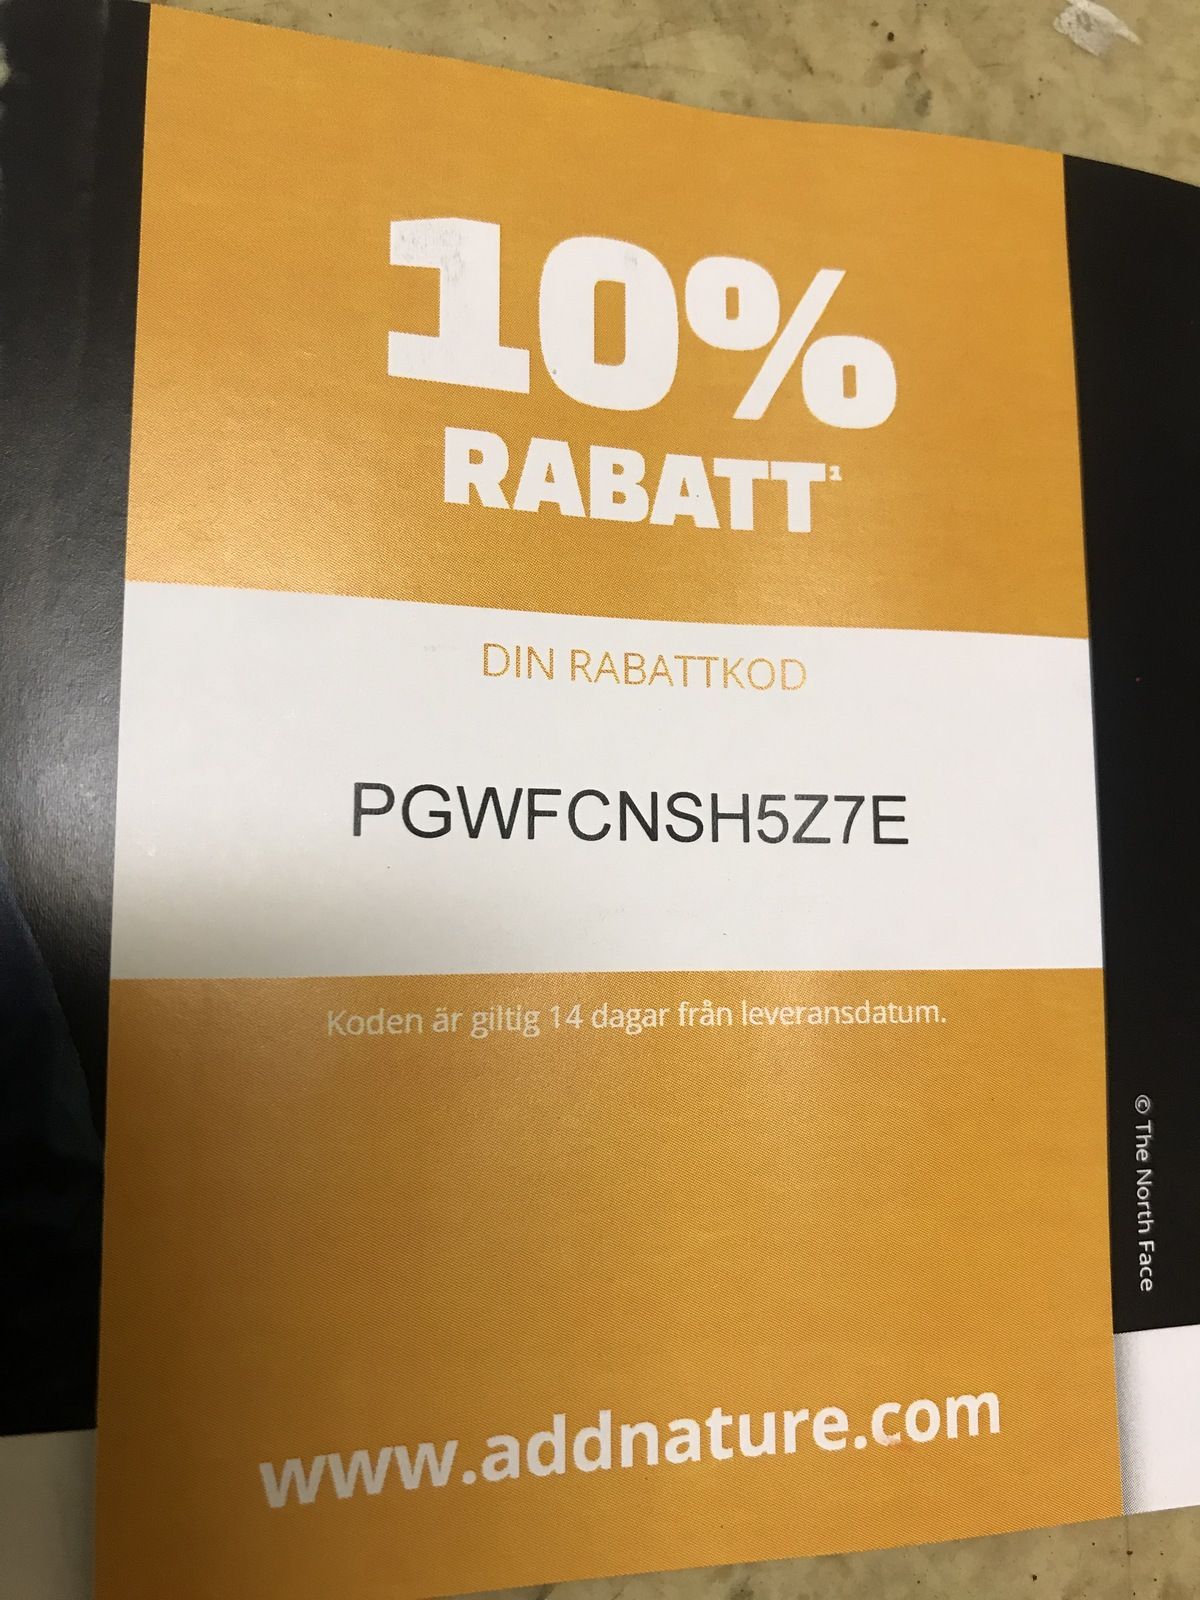 10%
RABATT¹
DIN RABATTKOD
PGWFCNSH5Z7E
Koden är giltig 14 dagar från leveransdatum.
www.addnature.com
© The North Face